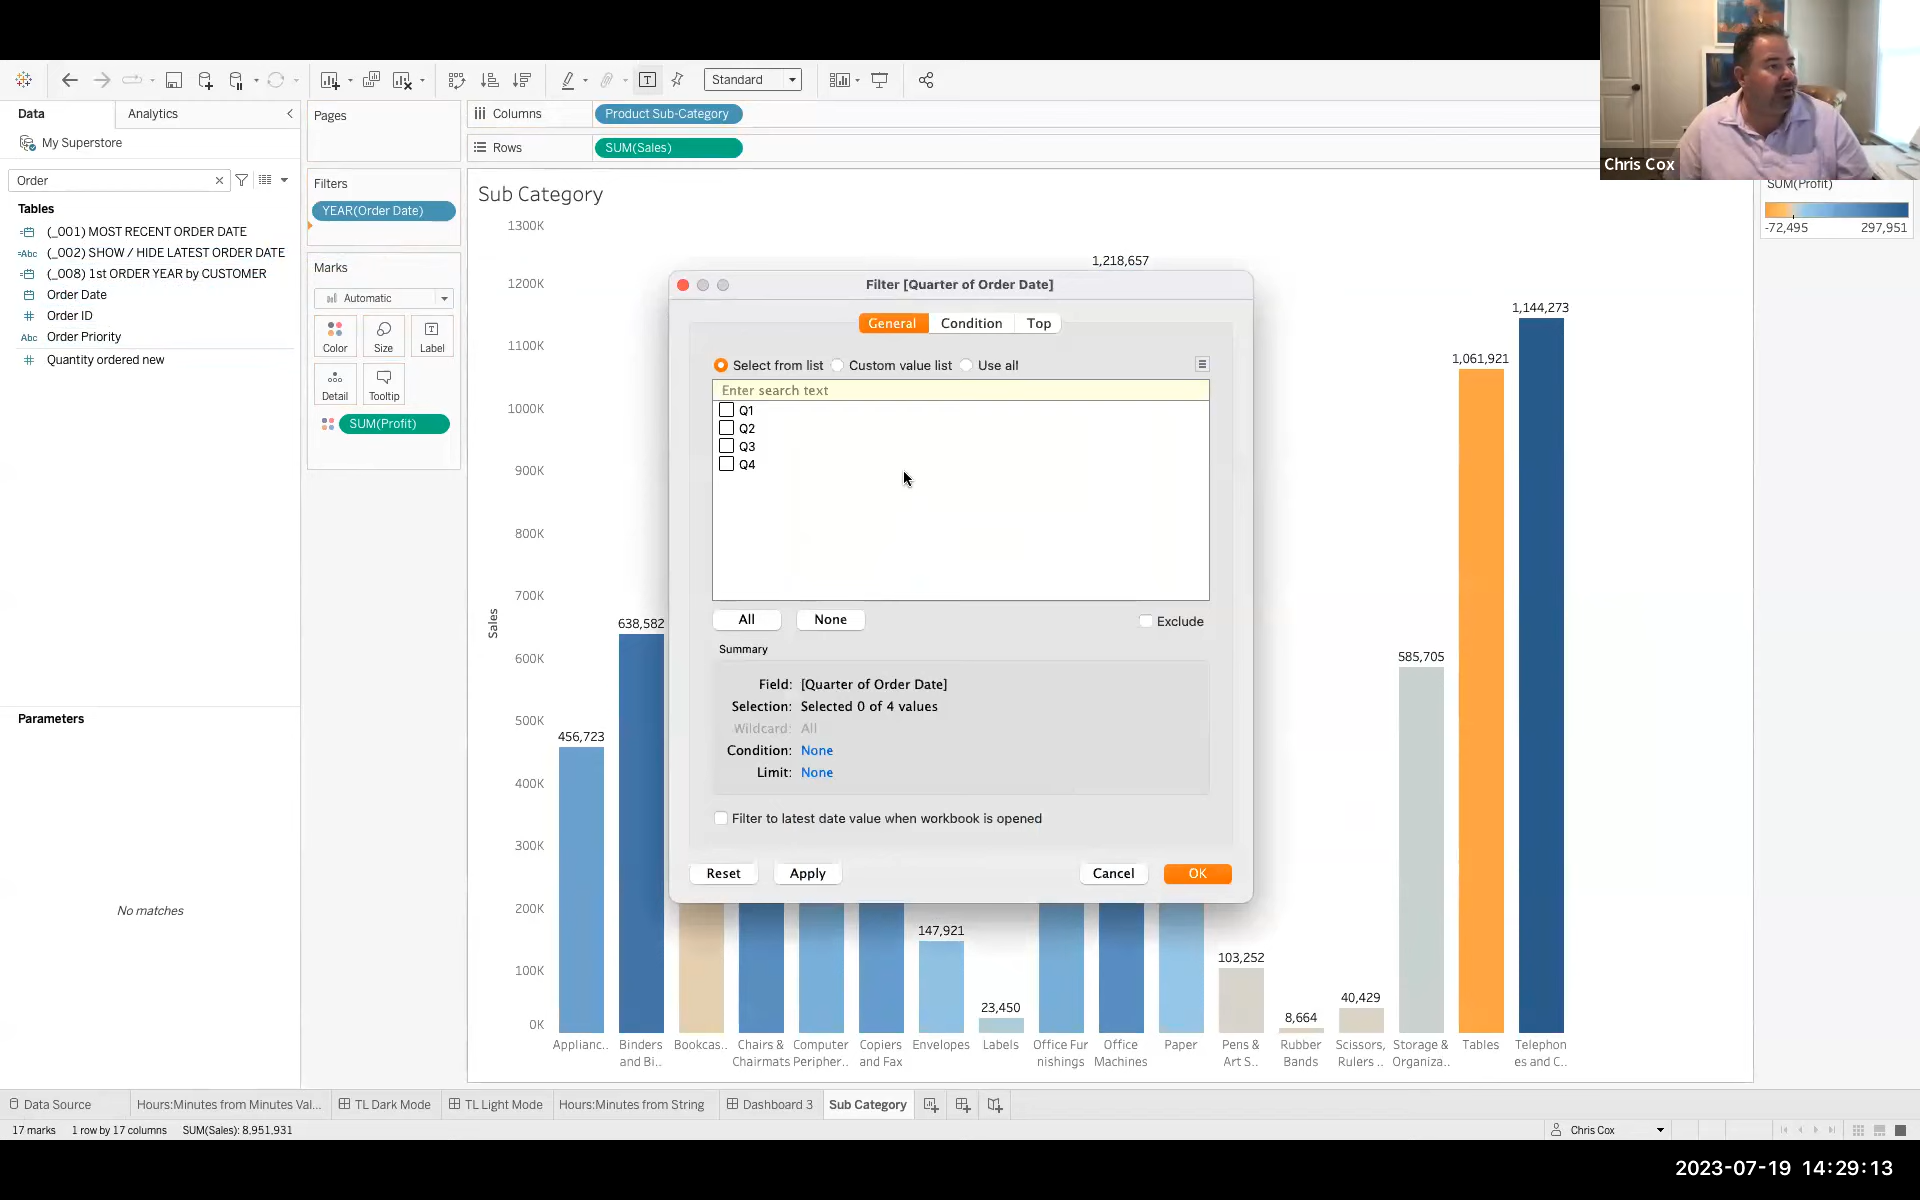 Standard
Chris Cox
Data
Analytics
Pages
Columns
Product Sub-Category
My Superstore
Rows
SUM(Sales)
Order
Filters
YEAR(Order Date)
Sub Category
SUM(Profit)
-72,495
297,951
Tables
(_001) MOST RECENT ORDER DATE
(_002) SHOW / HIDE LATEST ORDER DATE
(_008) 1st ORDER YEAR by CUSTOMER
Order Date
Order ID
Order Priority
Quantity ordered new
Marks
Automatic
Color
Size
Label
Detail
Tooltip
SUM(Profit)
Parameters
No matches
1300K
1200K
1100K
1000K
900K
800K
700K
600K
500K
400K
300K
200K
100K
0K
Sales
456,723
638,582
1,218,657
147,921
23,450
103,252
8,664
40,429
585,705
1,061,921
1,144,273
Filter [Quarter of Order Date]
General
Condition
Top
Select from list
Custom value list
Use all
Enter search text
Q1
Q2
Q3
Q4
All
None
Exclude
Summary
Field: [Quarter of Order Date]
Selection: Selected 0 of 4 values
Wildcard: All
Condition: None
Limit: None
Filter to latest date value when workbook is opened
Reset
Apply
Cancel
OK
Applianc..
Binders
and Bi..
Bookcas..
Chairs &
Chairmats
Computer
Peripher..
Copiers
and Fax
Envelopes
Labels
Office Fur
nishings
Office
Machines
Paper
Pens &
Art S..
Rubber
Bands
Scissors,
Rulers ..
Storage &
Organiza..
Tables
Telephon
es and C..
Data Source
Hours:Minutes from Minutes Val...
TL Dark Mode
TL Light Mode
Hours:Minutes from String
Dashboard 3
Sub Category
17 marks
1 row by 17 columns
SUM(Sales): 8,951,931
Chris Cox
2023-07-19 14:29:13